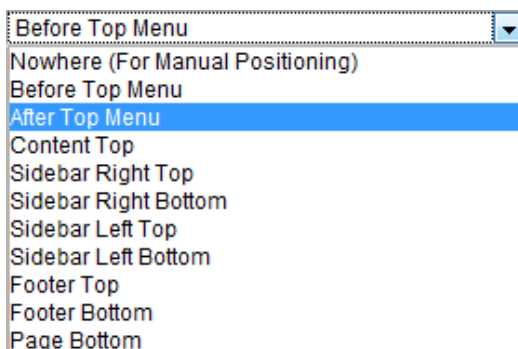 Before Top Menu
Nowhere (For Manual Positioning)
Before Top Menu
After Top Menu
Content Top
Sidebar Right Top
Sidebar Right Bottom
Sidebar Left Top
Sidebar Left Bottom
Footer Top
Footer Bottom
Page Bottom